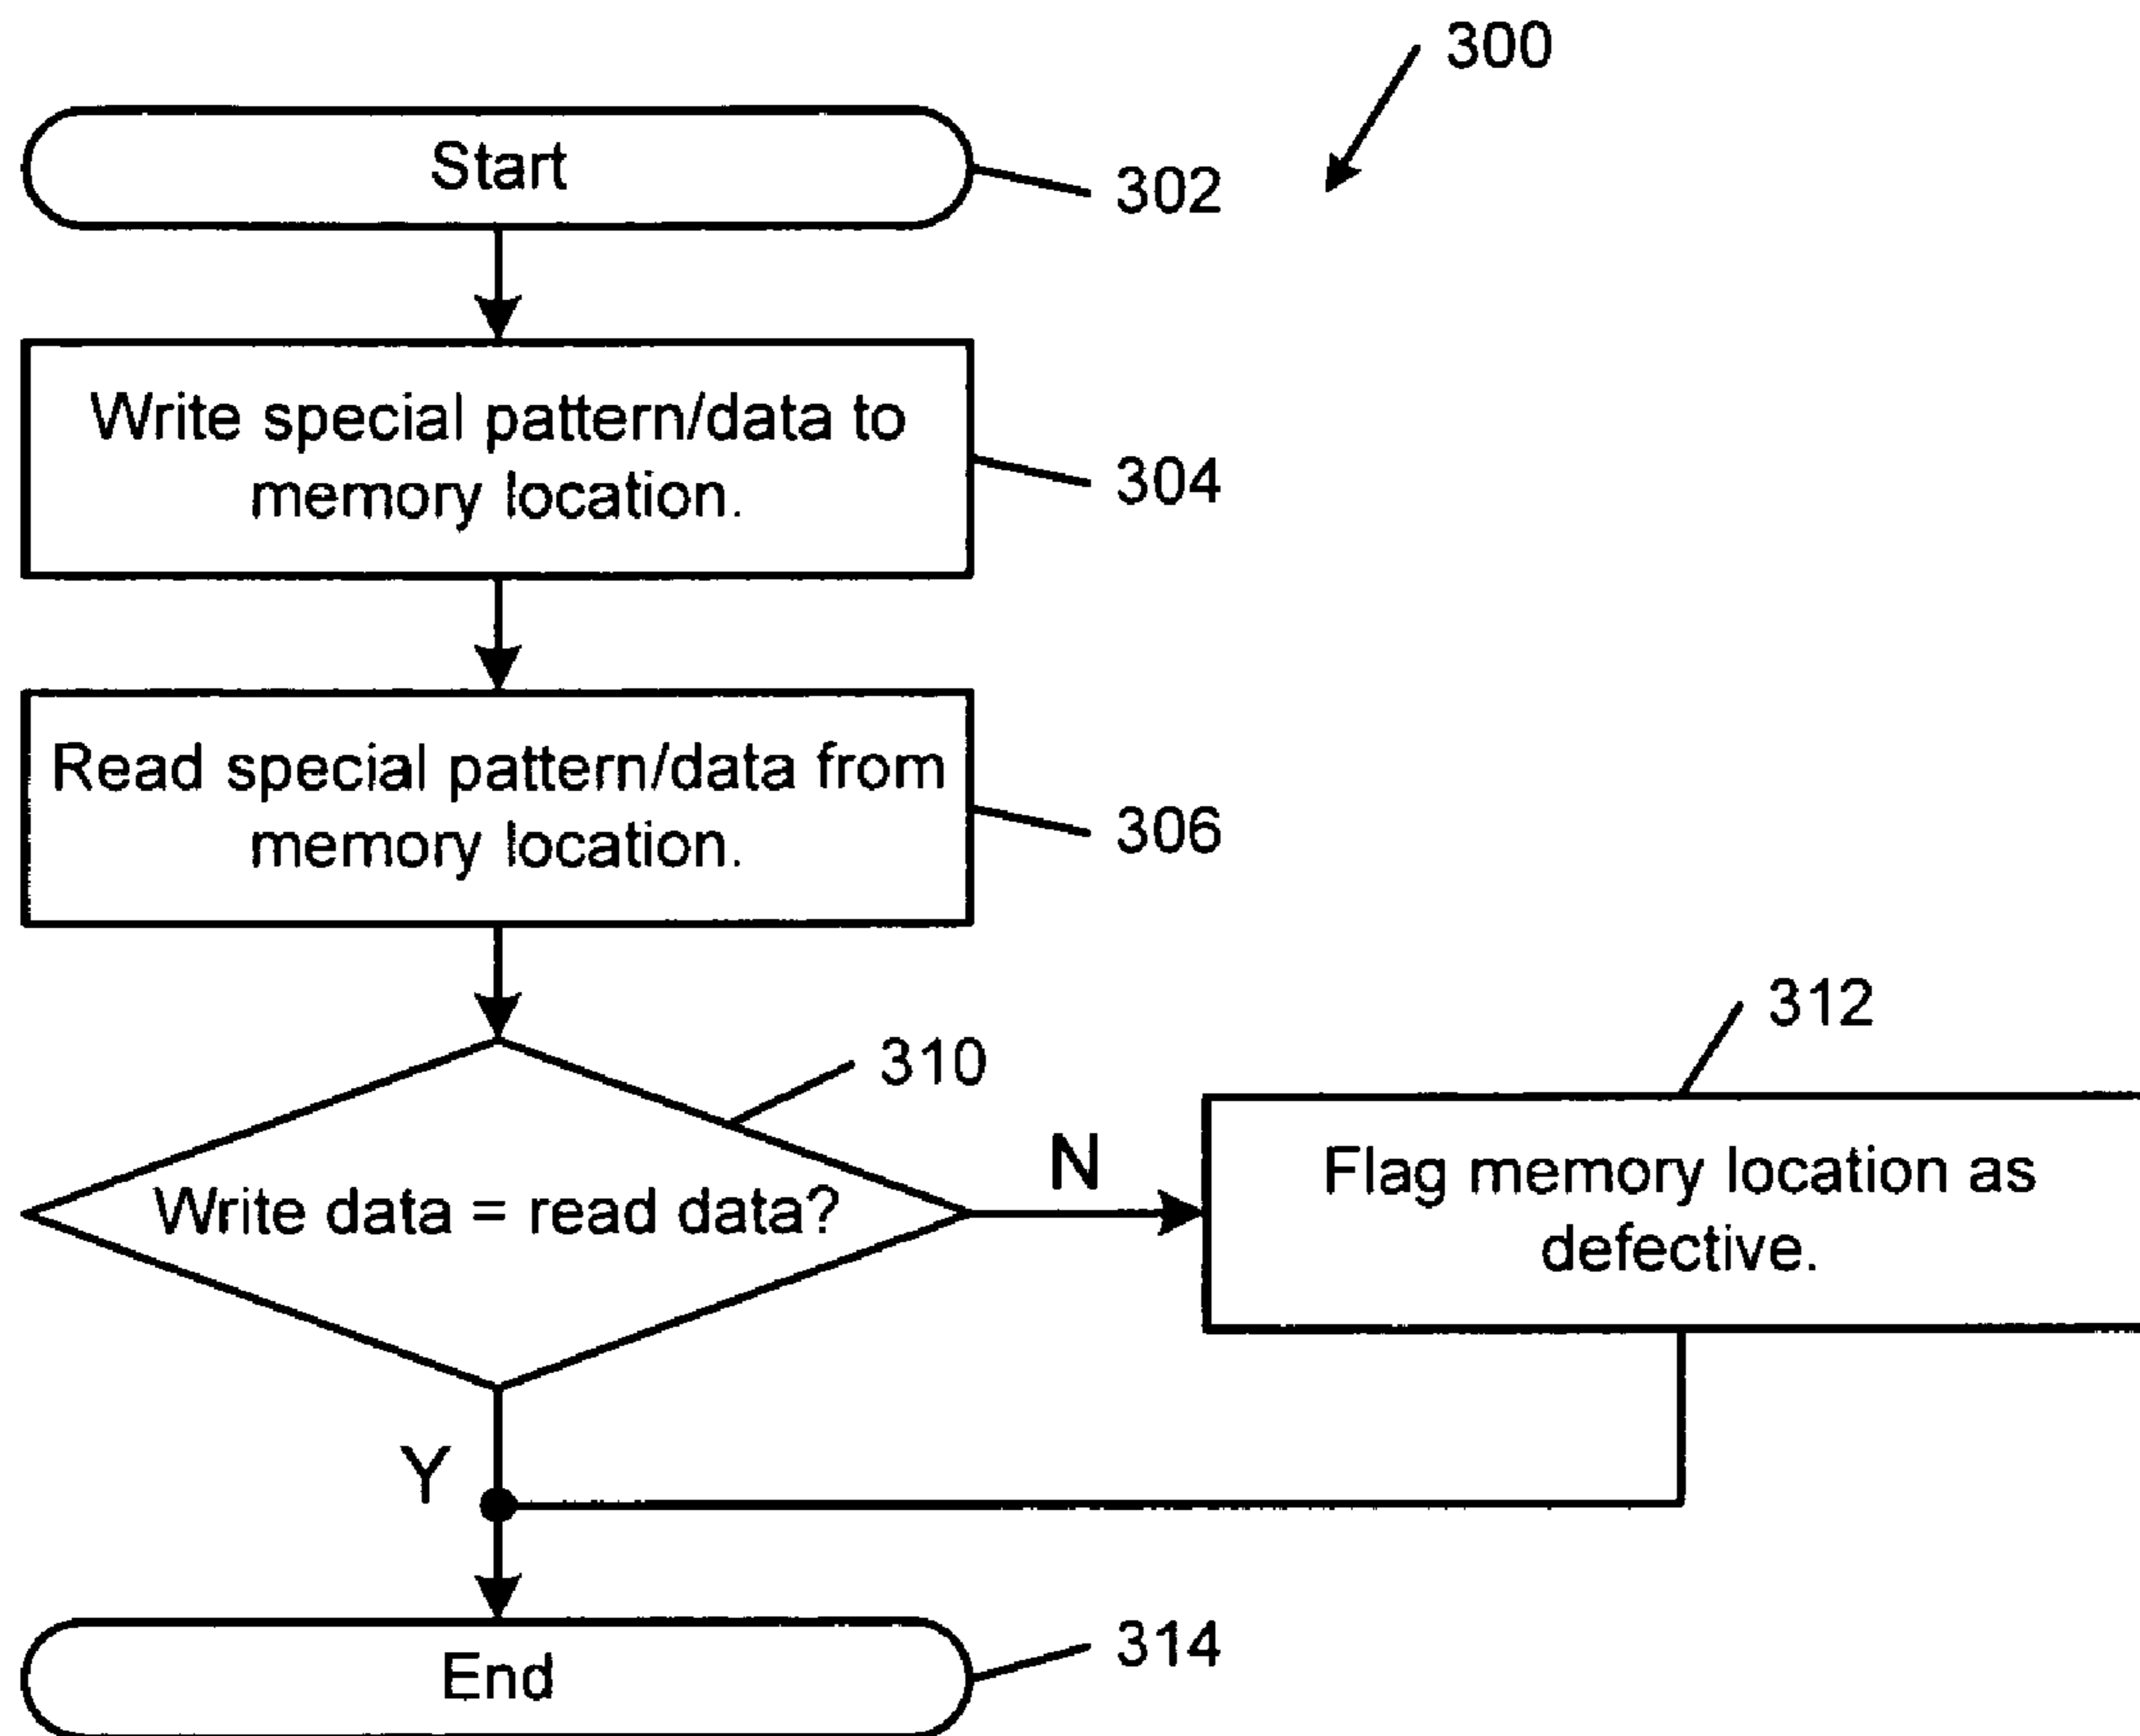 300
Start
302
Write special pattern/data to
memory location.
304
Read special pattern/data from
memory location.
306
310
312
Write data = read data?
N
Flag memory location as
defective.
Y
End
314